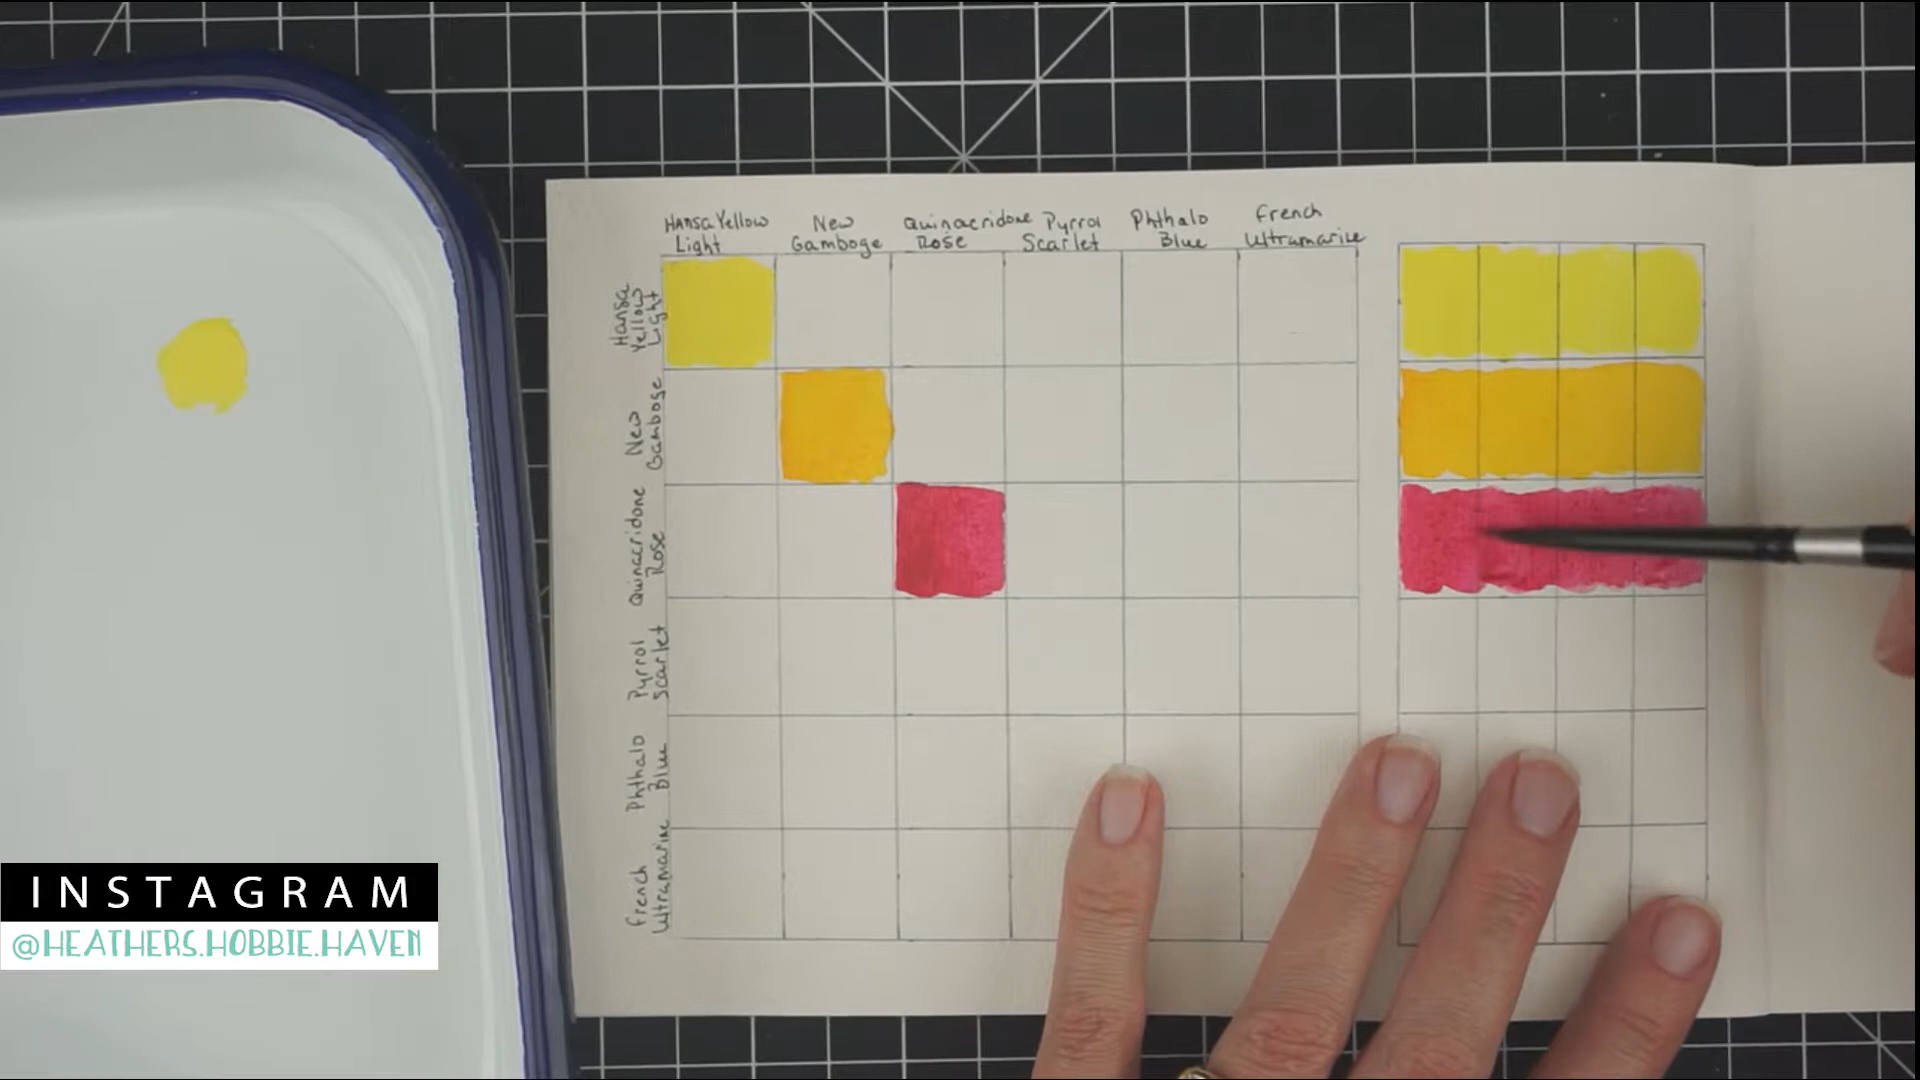 Hansa Yellow
Light
New
Gamboge
Quinacridone
Rose
Pyrrol
Scarlet
Phthalo
Blue
French
Ultramarine
Hansa
Yellow
Light
New
Gamboge
Quinacridone
Rose
Pyrrol
Scarlet
Phthalo
Blue
French
Ultramarine
INSTAGRAM
@HEATHERS.HOBBIE.HAVEN